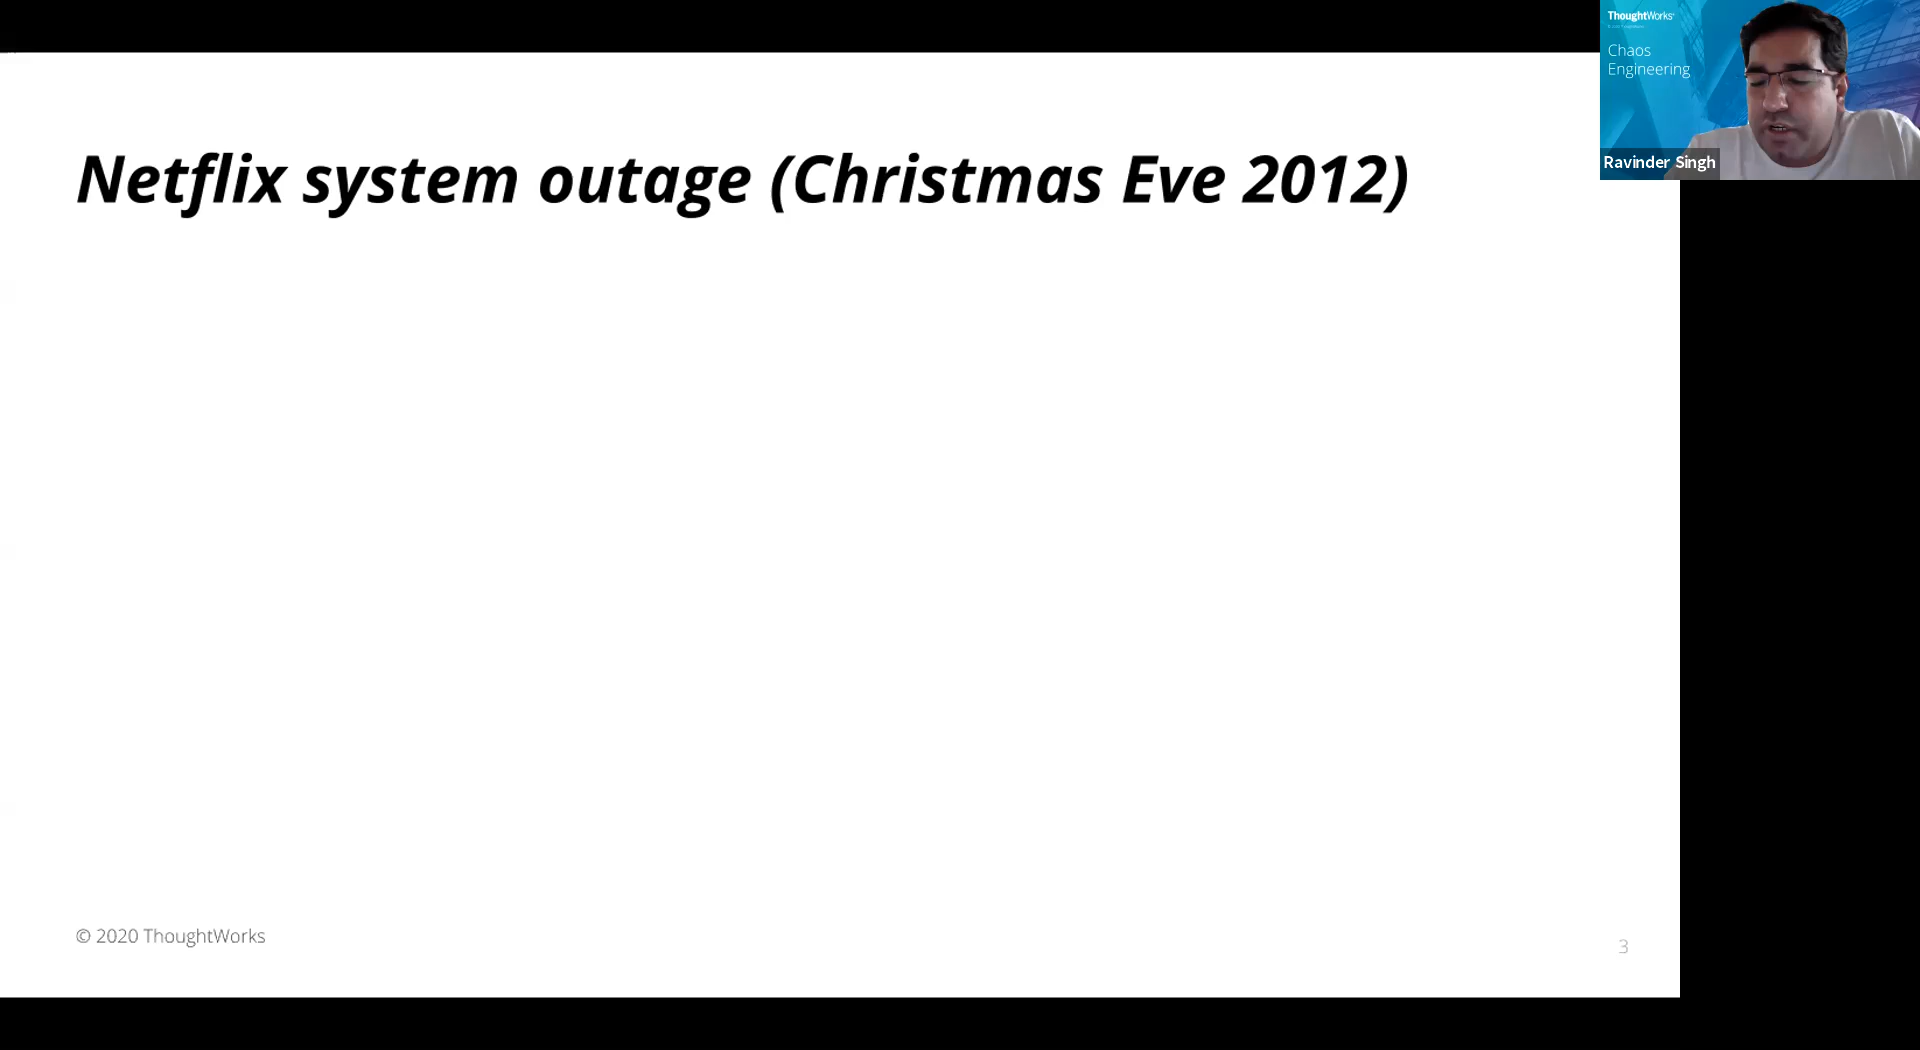 ThoughtWorks
Chaos
Engineering
Ravinder Singh
Netflix system outage (Christmas Eve 2012)
© 2020 ThoughtWorks
3